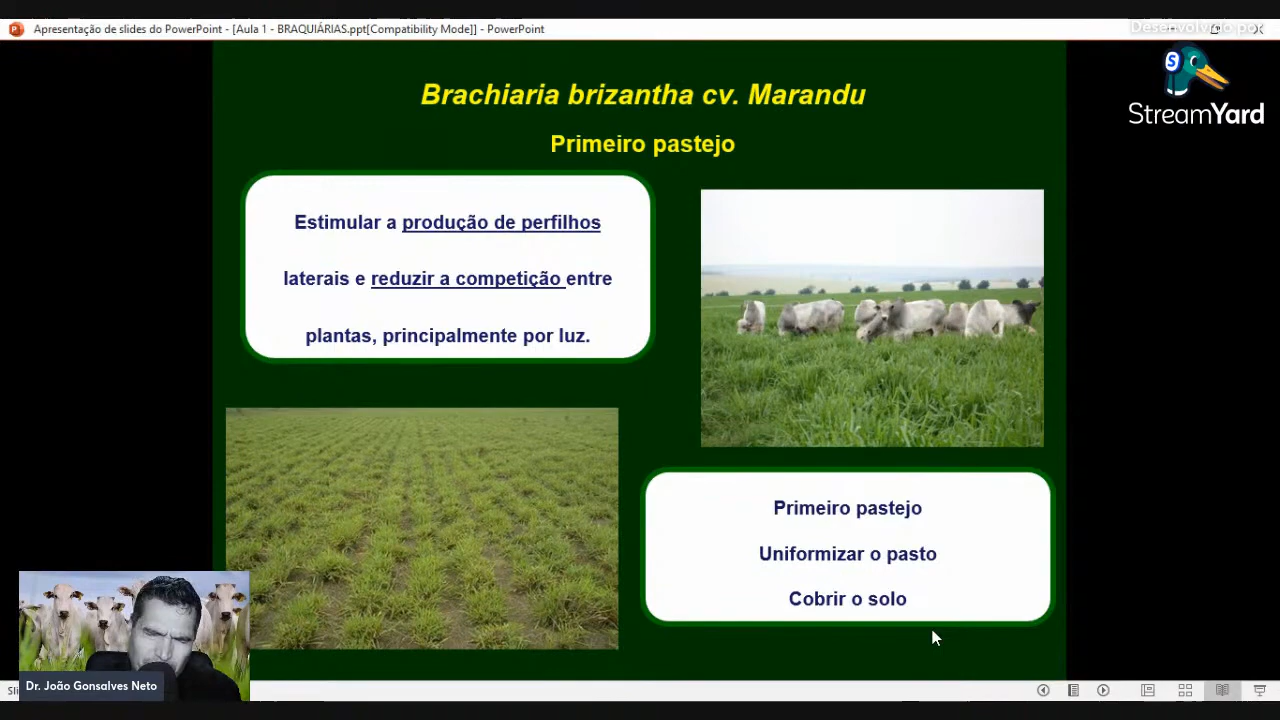 Apresentação de slides do PowerPoint - [Aula 1 - BRAQUIÁRIAS.ppt[Compatibility Mode]] - PowerPoint
Desenvolvido por
StreamYard
Brachiaria brizantha cv. Marandu
Primeiro pastejo
Estimular a produção de perfilhos
laterais e reduzir a competição entre
plantas, principalmente por luz.
Primeiro pastejo
Uniformizar o pasto
Cobrir o solo
Dr. João Gonsalves Neto